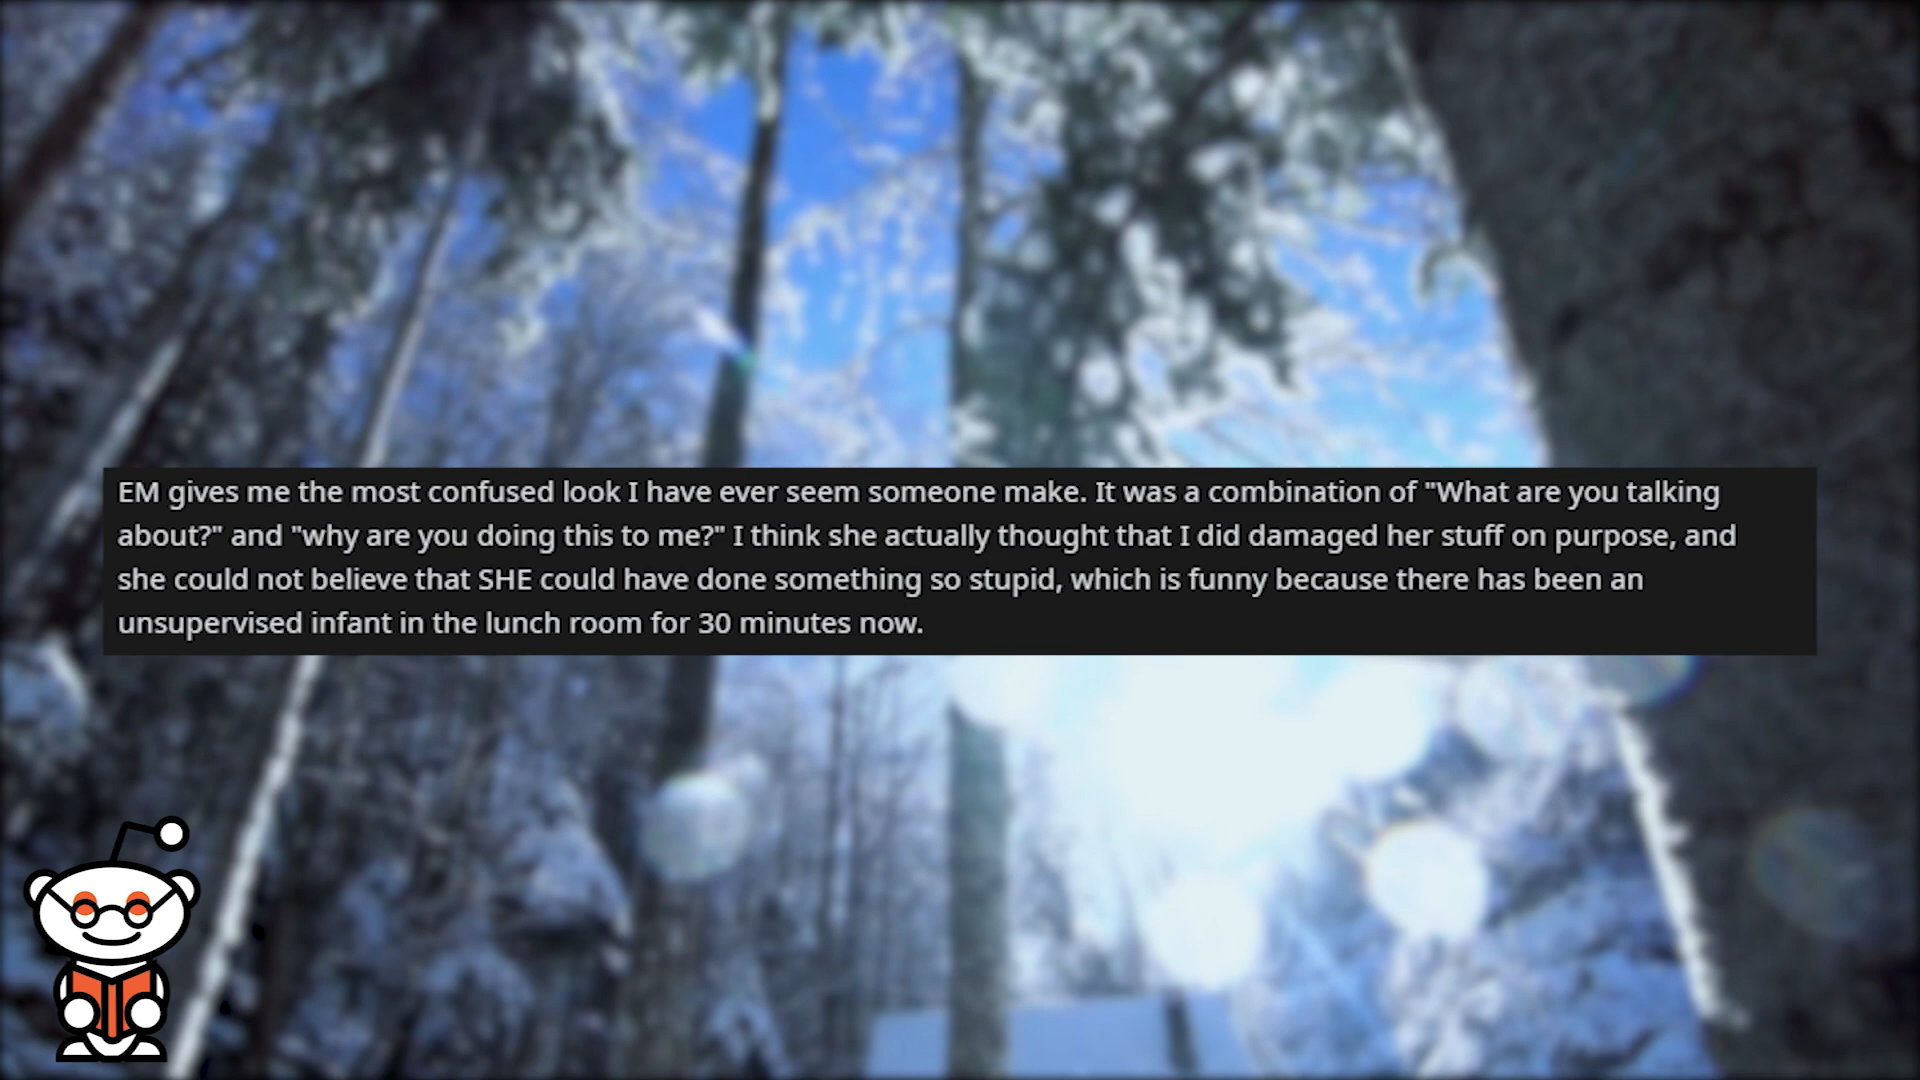 EM gives me the most confused look I have ever seem someone make. It was a combination of "What are you talking
about?" and "why are you doing this to me?" I think she actually thought that I did damaged her stuff on purpose, and
she could not believe that SHE could have done something so stupid, which is funny because there has been an
unsupervised infant in the lunch room for 30 minutes now.